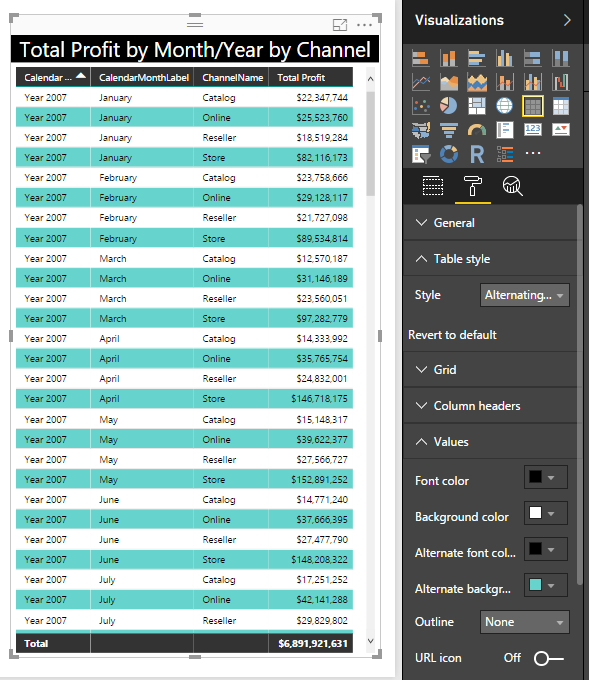 Total Profit by Month/Year by Channel
Calendar ... CalendarMonthLabel ChannelName Total Profit
Year 2007 January Catalog $22,347,744
Year 2007 January Online $25,523,760
Year 2007 January Reseller $18,519,284
Year 2007 January Store $82,116,173
Year 2007 February Catalog $23,758,666
Year 2007 February Online $29,128,117
Year 2007 February Reseller $21,727,098
Year 2007 February Store $89,534,814
Year 2007 March Catalog $12,570,187
Year 2007 March Online $31,146,189
Year 2007 March Reseller $23,560,051
Year 2007 March Store $97,282,779
Year 2007 April Catalog $14,333,992
Year 2007 April Online $35,765,754
Year 2007 April Reseller $24,832,001
Year 2007 April Store $146,718,175
Year 2007 May Catalog $15,148,317
Year 2007 May Online $39,622,377
Year 2007 May Reseller $27,566,727
Year 2007 May Store $152,891,252
Year 2007 June Catalog $14,771,240
Year 2007 June Online $37,666,395
Year 2007 June Reseller $27,477,790
Year 2007 June Store $148,208,322
Year 2007 July Catalog $17,251,252
Year 2007 July Online $42,141,288
Year 2007 July Reseller $29,829,802
Total $6,891,921,631
Visualizations
123
R
General
Table style
Style Alternating...
Revert to default
Grid
Column headers
Values
Font color
Background color
Alternate font col...
Alternate backgr...
Outline None
URL icon Off